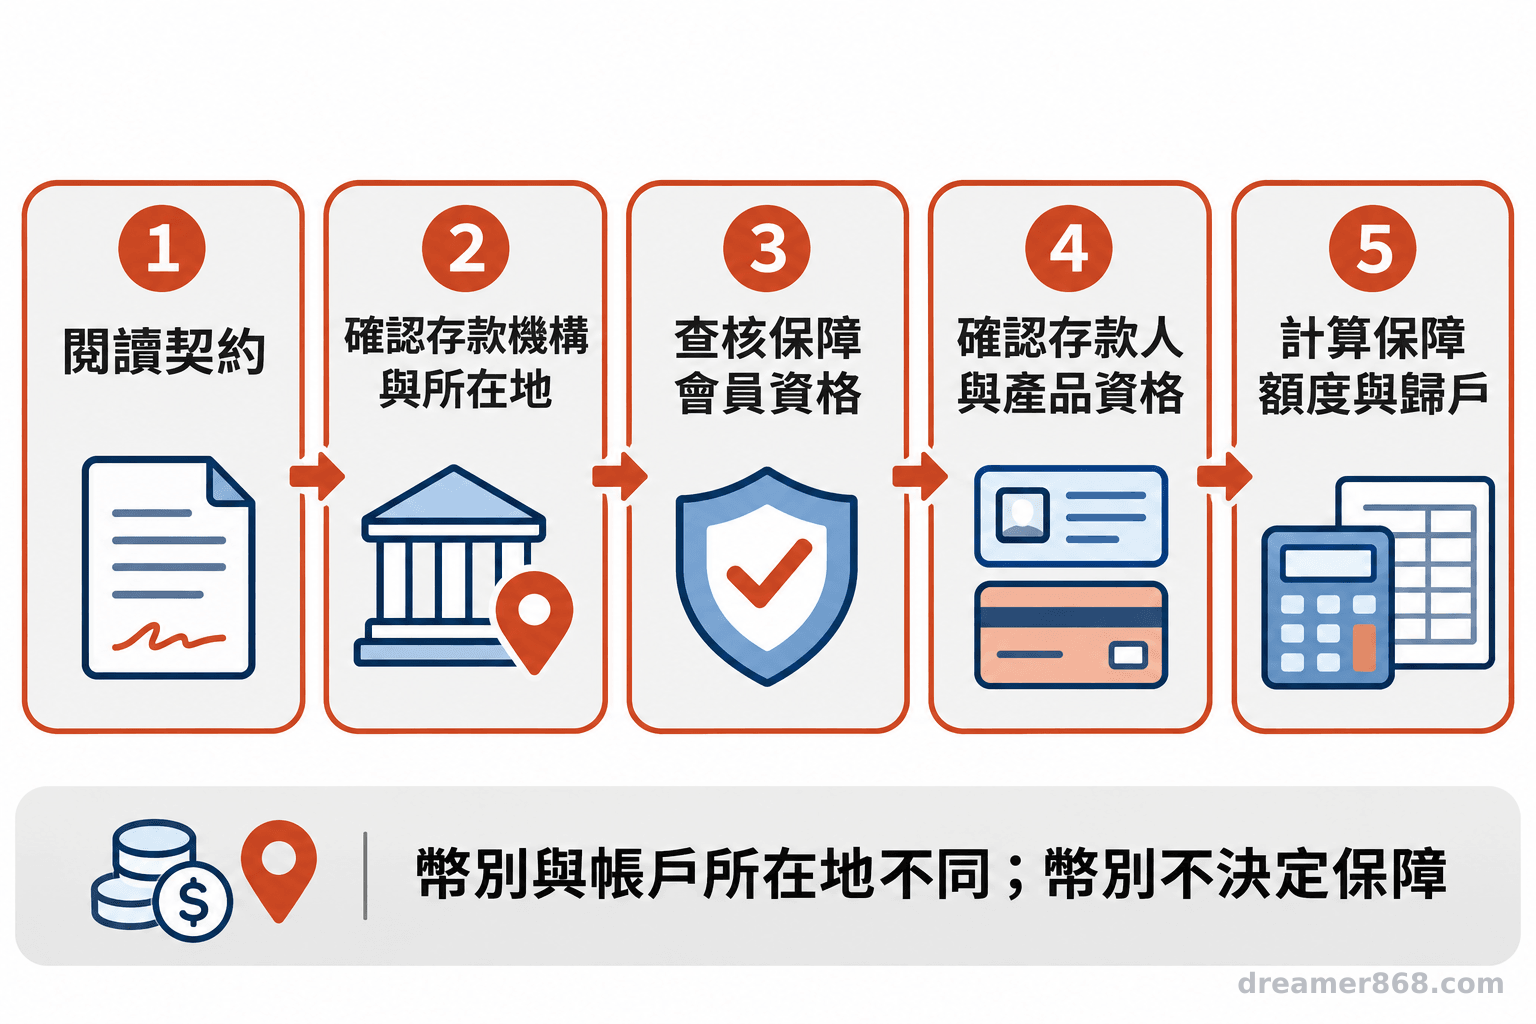 1
閱讀契約
2
確認存款機構
與所在地
3
查核保障
會員資格
4
確認存款人
與產品資格
5
計算保障
額度與歸戶
$
幣別與帳戶所在地不同；幣別不決定保障
dreamer868.com